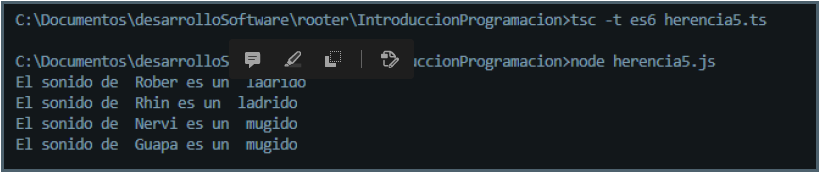 C:\Documentos\desarrolloSoftware\rooter\IntroduccionProgramacion>tsc -t es6 herencia5.ts
C:\Documentos\desarrolloS uccionProgramacion>node herencia5.js
El sonido de  Rober es un  ladrido
El sonido de  Rhin es un  ladrido
El sonido de  Nervi es un  mugido
El sonido de  Guapa es un  mugido